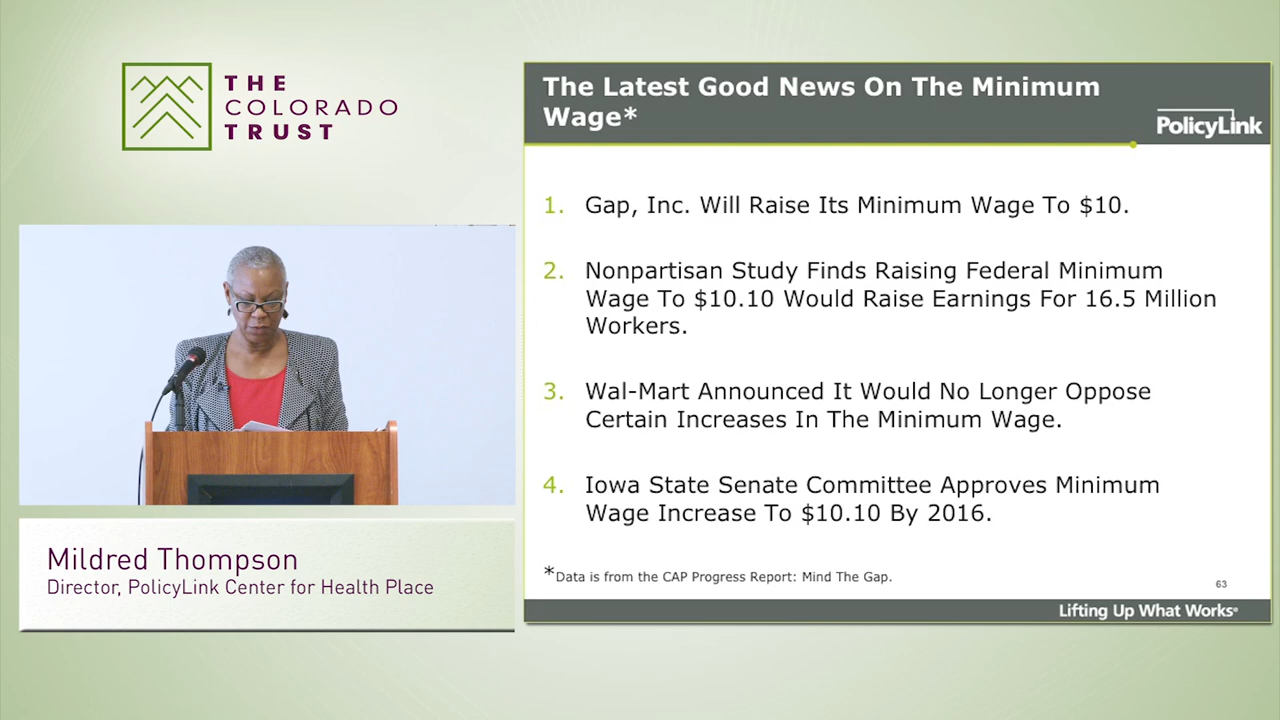 THE
COLORADO
TRUST
The Latest Good News On The Minimum
Wage*
PolicyLink
1. Gap, Inc. Will Raise Its Minimum Wage To $10.
2. Nonpartisan Study Finds Raising Federal Minimum
Wage To $10.10 Would Raise Earnings For 16.5 Million
Workers.
3. Wal-Mart Announced It Would No Longer Oppose
Certain Increases In The Minimum Wage.
4. Iowa State Senate Committee Approves Minimum
Wage Increase To $10.10 By 2016.
*Data is from the CAP Progress Report: Mind The Gap.
63
Lifting Up What Works®
Mildred Thompson
Director, PolicyLink Center for Health Place